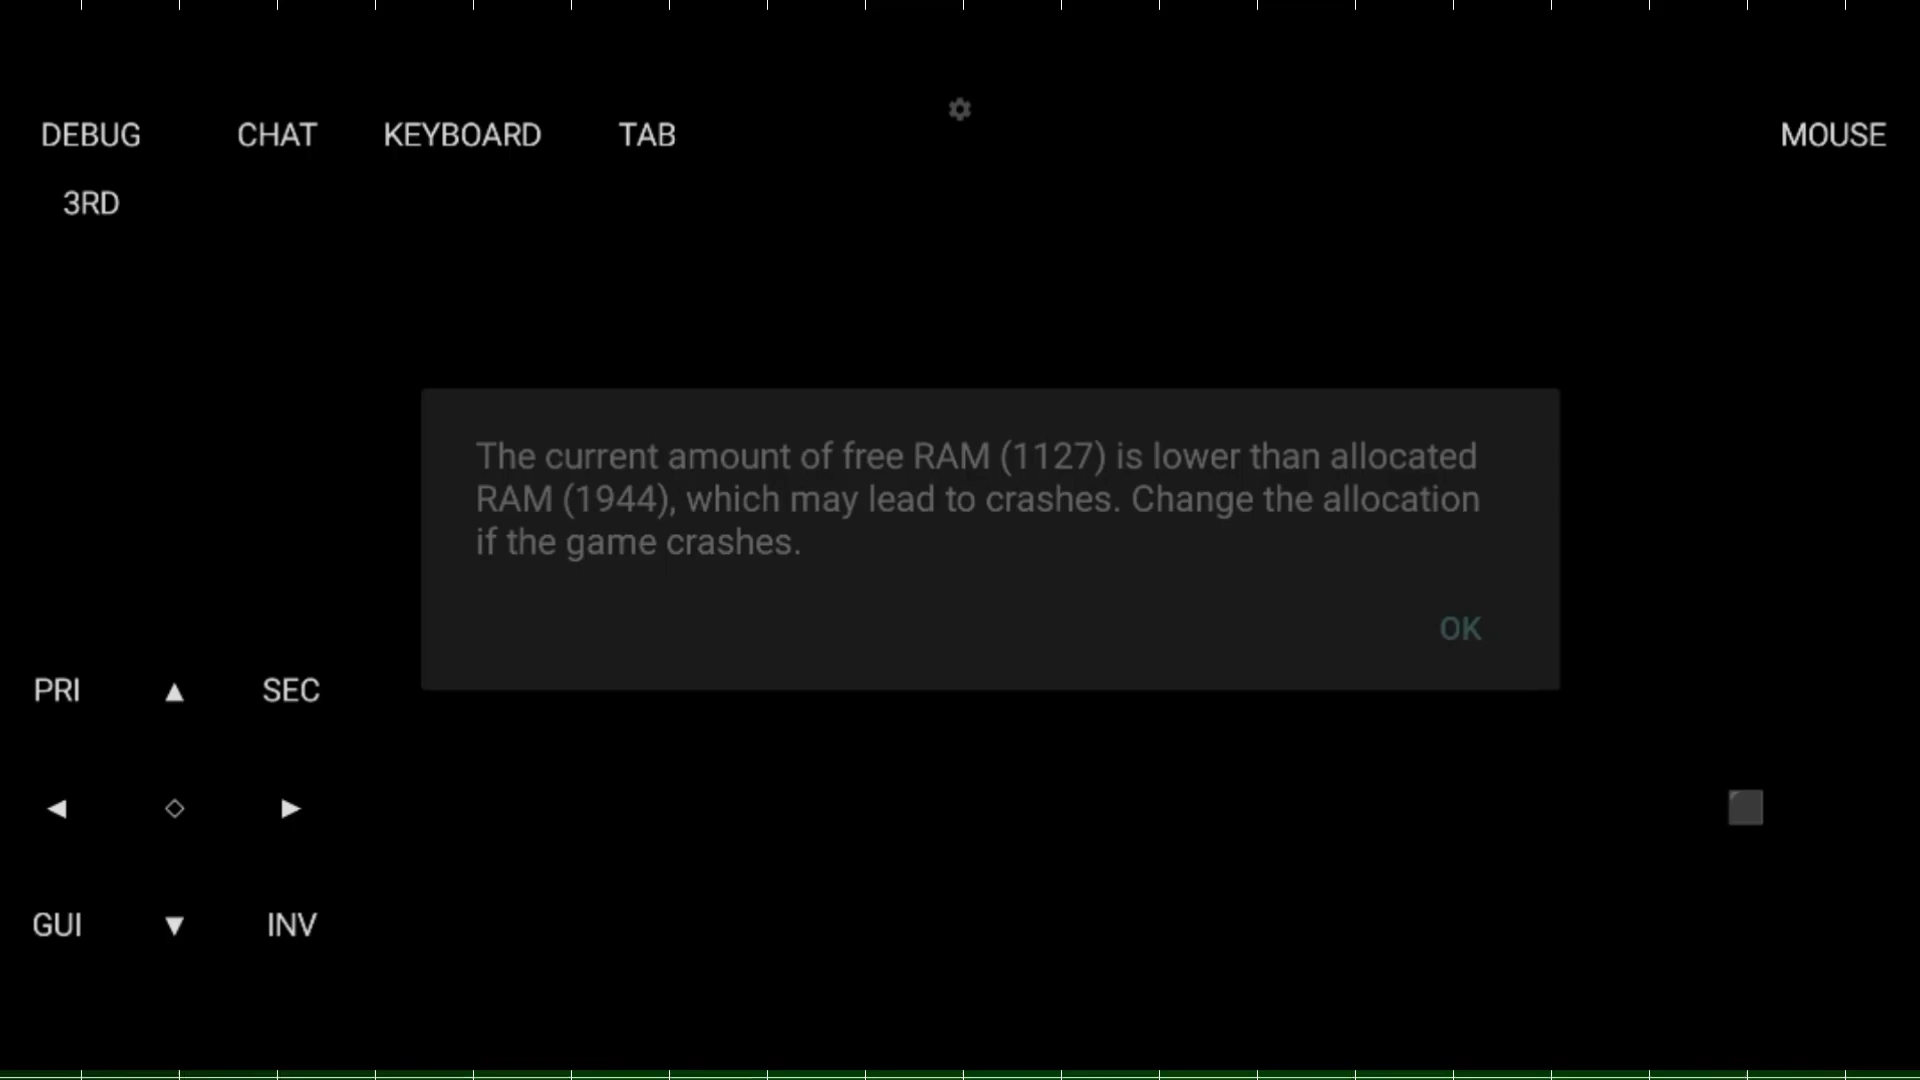 DEBUG CHAT KEYBOARD TAB MOUSE
3RD
The current amount of free RAM (1127) is lower than allocated
RAM (1944), which may lead to crashes. Change the allocation
if the game crashes.
OK
PRI ▲ SEC
◀ ◇ ▶
GUI ▼ INV